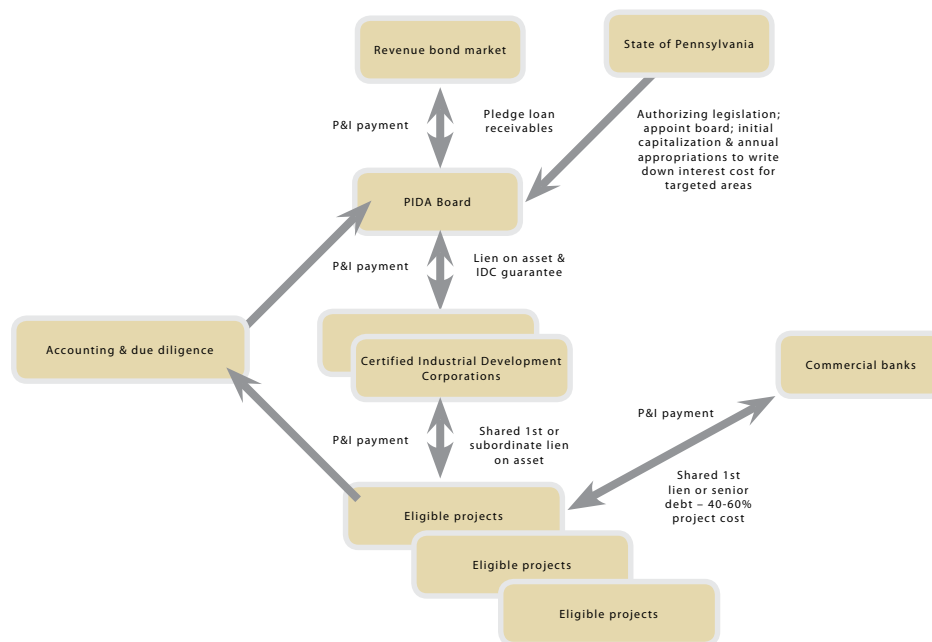 Revenue bond market
State of Pennsylvania
P&I payment
Pledge loan
receivables
Authorizing legislation;
appoint board; initial
capitalization & annual
appropriations to write
down interest cost for
targeted areas
PIDA Board
P&I payment
Lien on asset &
IDC guarantee
Accounting & due diligence
Certified Industrial Development
Corporations
Commercial banks
P&I payment
Shared 1st or
subordinate lien
on asset
P&I payment
Shared 1st
lien or senior
debt – 40-60%
project cost
Eligible projects
Eligible projects
Eligible projects